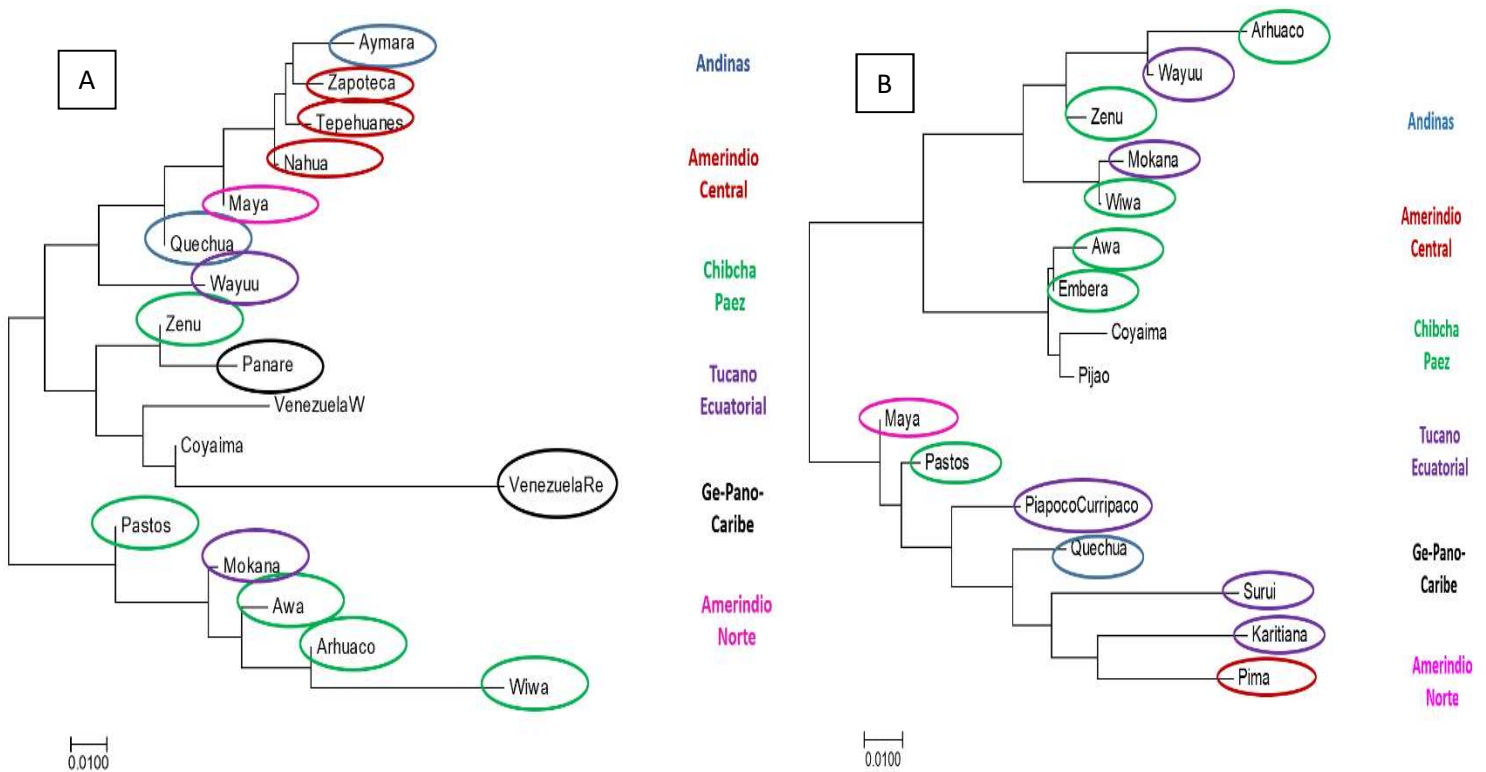 A
Aymara
Zapoteca
Tepehuanes
Nahua
Maya
Quechua
Wayuu
Zenu
Panare
VenezuelaW
Coyaima
VenezuelaRe
Pastos
Mokana
Awa
Arhuaco
Wiwa
0.0100
Andinas
Amerindio
Central
Chibcha
Paez
Tucano
Ecuatorial
Ge-Pano-
Caribe
Amerindio
Norte
B
Arhuaco
Wayuu
Zenu
Mokana
Wiwa
Awa
Embera
Coyaima
Pijao
Maya
Pastos
PiapocoCurripaco
Quechua
Surui
Karitiana
Pima
0.0100
Andinas
Amerindio
Central
Chibcha
Paez
Tucano
Ecuatorial
Ge-Pano-
Caribe
Amerindio
Norte